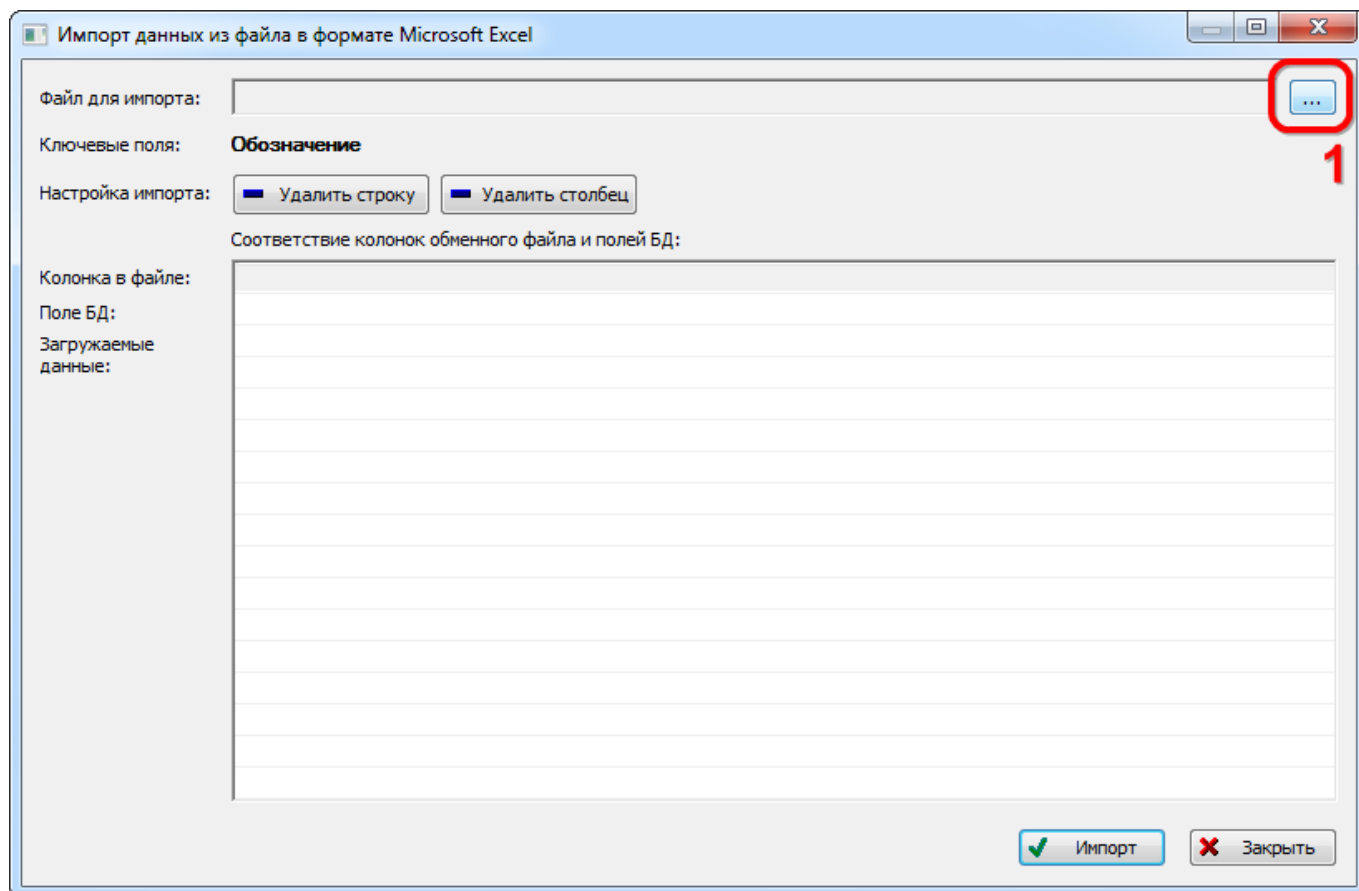 Импорт данных из файла в формате Microsoft Excel
Файл для импорта:
...
1
Ключевые поля: Обозначение
Настройка импорта: Удалить строку Удалить столбец
Соответствие колонок обменного файла и полей БД:
Колонка в файле:
Поле БД:
Загружаемые
данные:
Импорт Закрыть